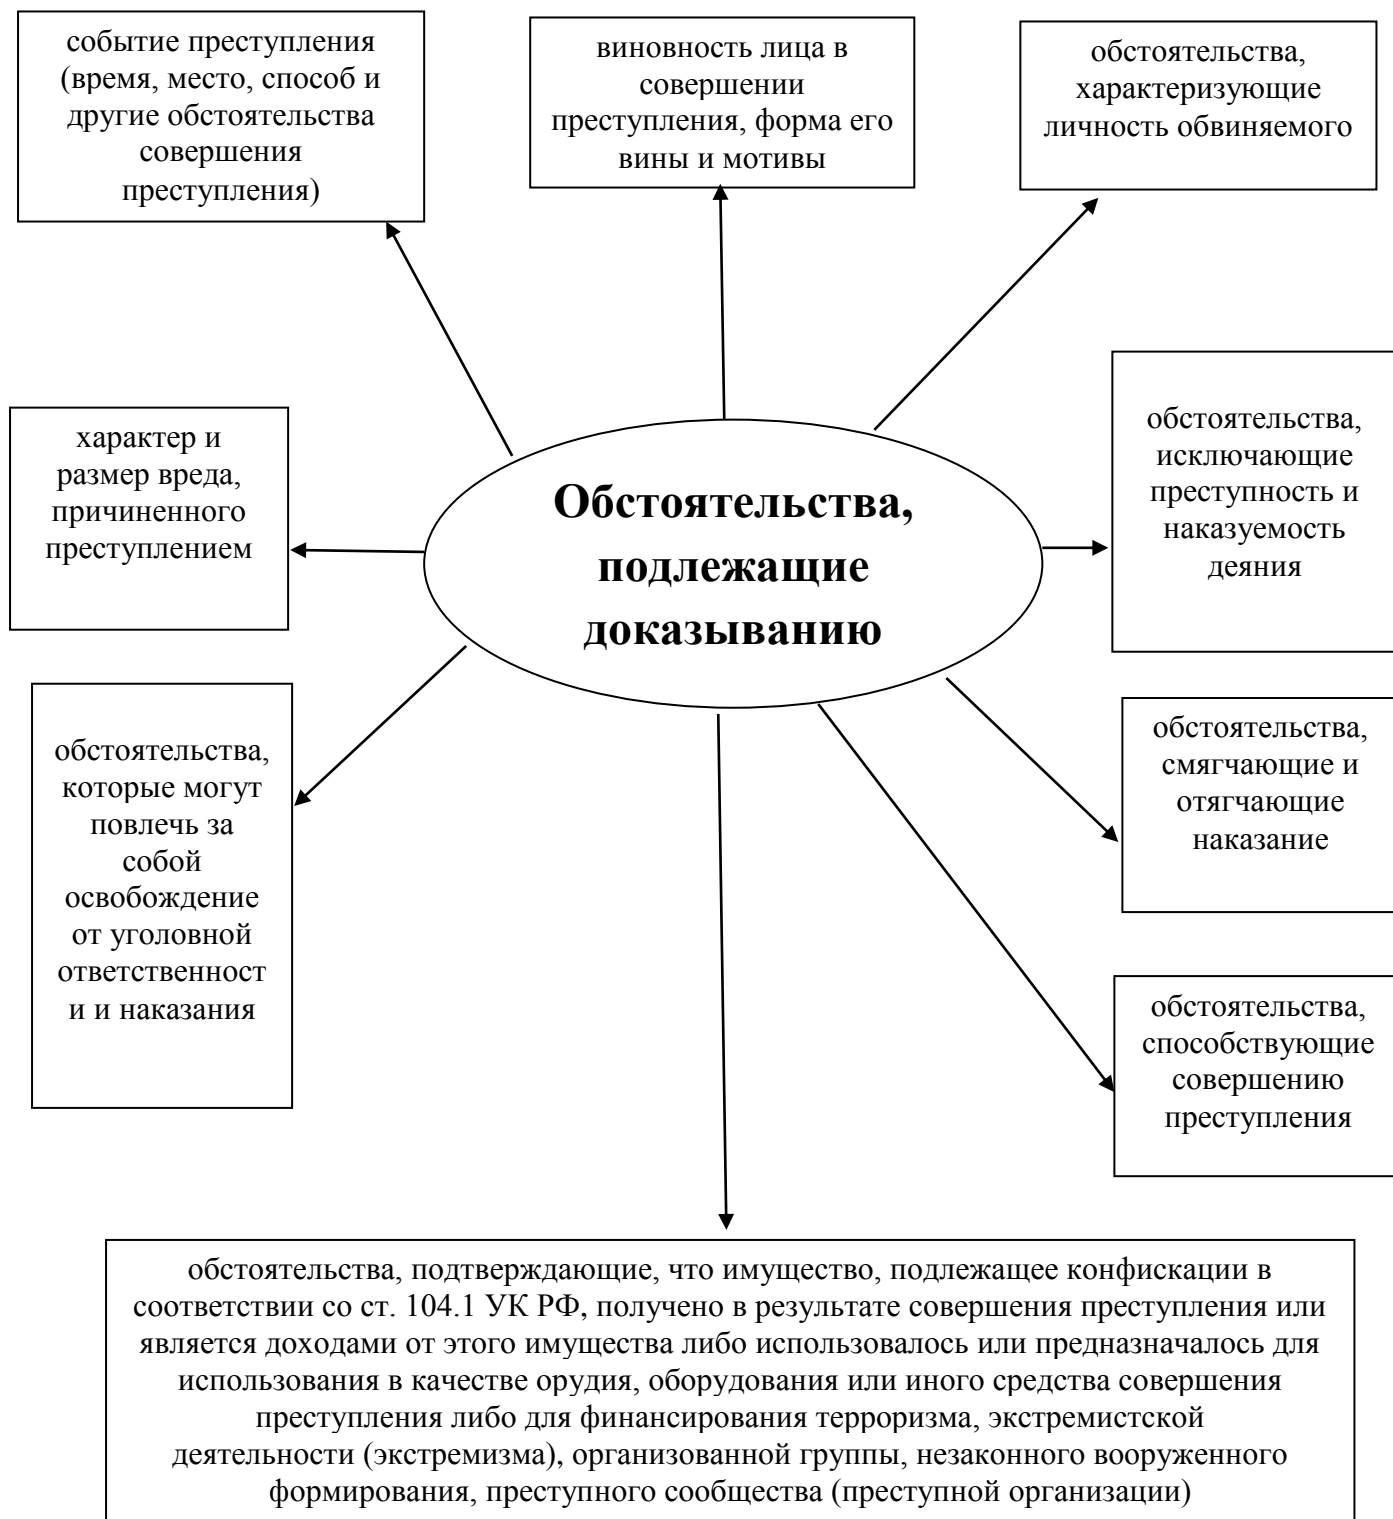 событие преступления
(время, место, способ и
другие обстоятельства
совершения
преступления)
виновность лица в
совершении
преступления, форма его
вины и мотивы
обстоятельства,
характеризующие
личность обвиняемого
характер и
размер вреда,
причиненного
преступлением
Обстоятельства,
подлежащие
доказыванию
обстоятельства,
исключающие
преступность и
наказуемость
деяния
обстоятельства,
которые могут
повлечь за
собой
освобождение
от уголовной
ответственност
и и наказания
обстоятельства,
смягчающие и
отягчающие
наказание
обстоятельства,
способствующие
совершению
преступления
обстоятельства, подтверждающие, что имущество, подлежащее конфискации в
соответствии со ст. 104.1 УК РФ, получено в результате совершения преступления или
является доходами от этого имущества либо использовалось или предназначалось для
использования в качестве орудия, оборудования или иного средства совершения
преступления либо для финансирования терроризма, экстремистской
деятельности (экстремизма), организованной группы, незаконного вооруженного
формирования, преступного сообщества (преступной организации)